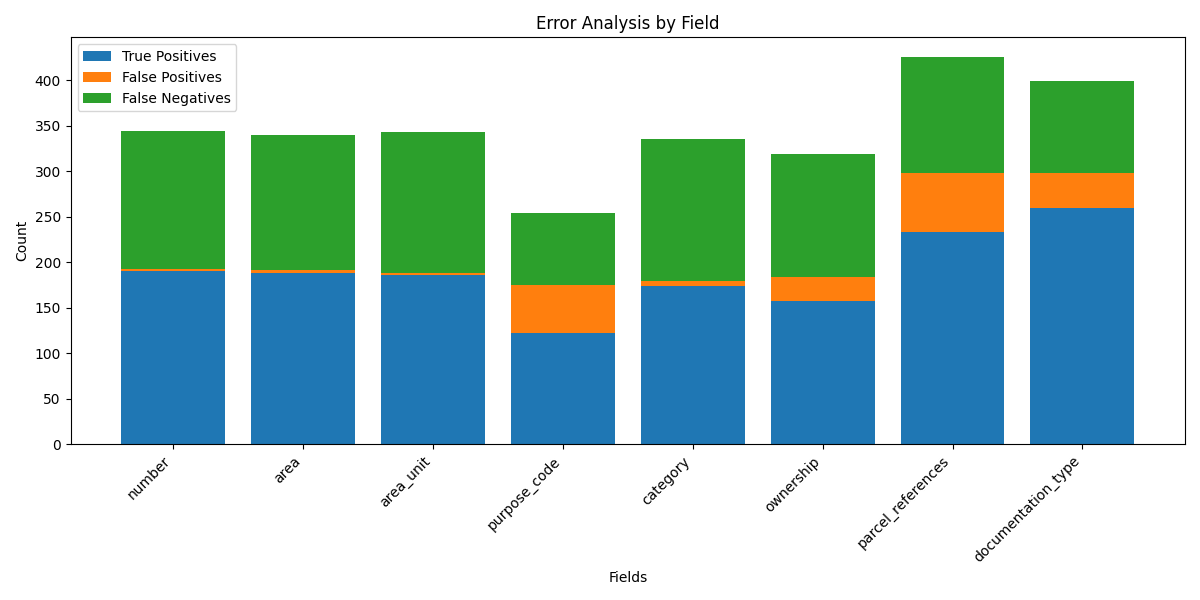 Error Analysis by Field
True Positives
False Positives
False Negatives
Count
400
350
300
250
200
150
100
50
0
number
area
area_unit
purpose_code
category
ownership
parcel_references
documentation_type
Fields